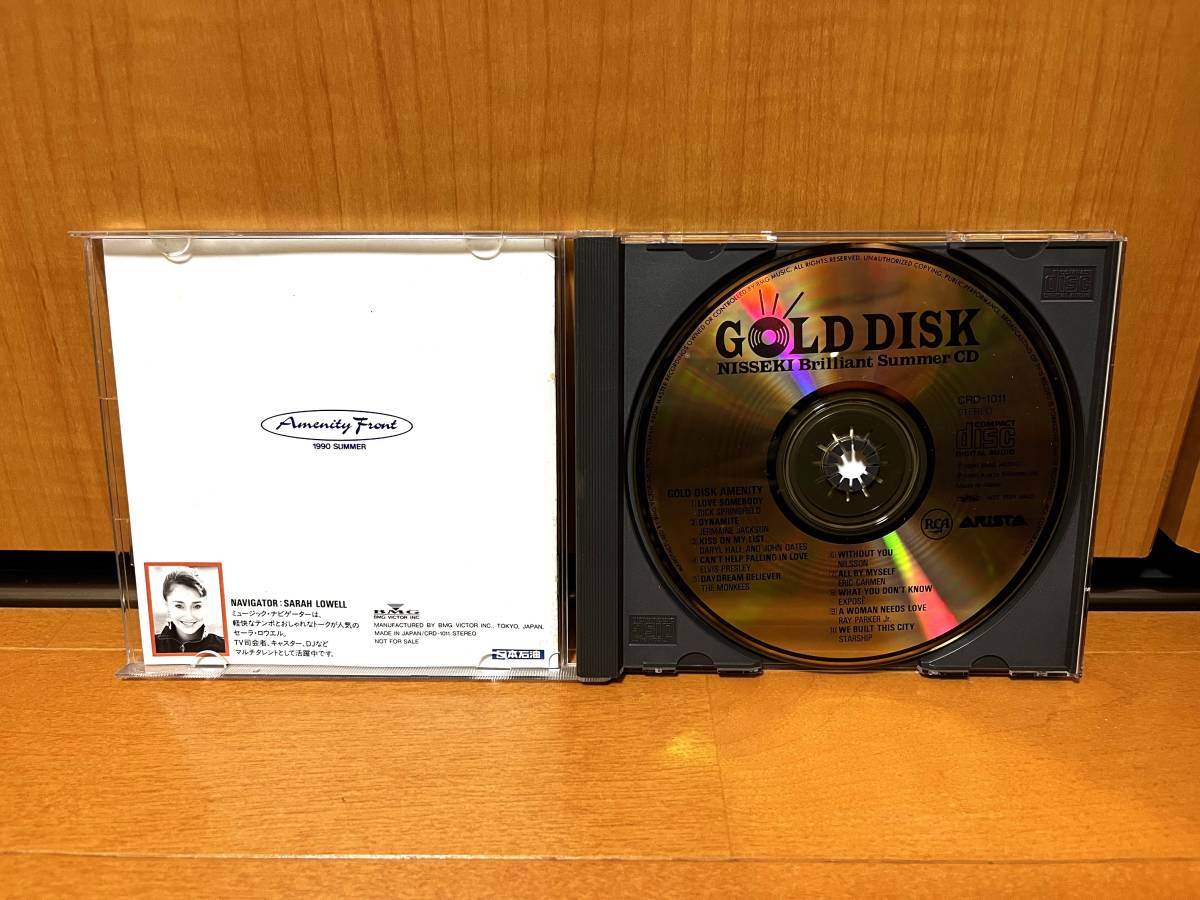 Amenity Front
1990 SUMMER
NAVIGATOR : SARAH LOWELL
ミュージック・ナビゲーターは、
軽快なテンポとおしゃれなトークが人気の
セーラ・ロウエル。
TV司会者、キャスター、DJなど
マルチタレントとして活躍中です。
BMG
BMG VICTOR INC.
MANUFACTURED BY BMG VICTOR INC., TOKYO, JAPAN.
MADE IN JAPAN/CRD-1011 STEREO
NOT FOR SALE
日本石油
GOLD DISK
NISSEKI Brilliant Summer CD
CRD-1011
STEREO
COMPACT
disc
DIGITAL AUDIO
GOLD DISK AMENITY
1. LOVE SOMEBODY
RICK SPRINGFIELD
2. DYNAMITE
JERMAINE JACKSON
3. KISS ON MY LIST
DARYL HALL AND JOHN OATES
4. CAN'T HELP FALLING IN LOVE
ELVIS PRESLEY
5. DAYDREAM BELIEVER
THE MONKEES
6. WITHOUT YOU
NILSSON
7. ALL BY MYSELF
ERIC CARMEN
8. WHAT YOU DON'T KNOW
EXPOSÉ
9. A WOMAN NEEDS LOVE
RAY PARKER Jr.
10. WE BUILT THIS CITY
STARSHIP
RCA
ARISTA
disc